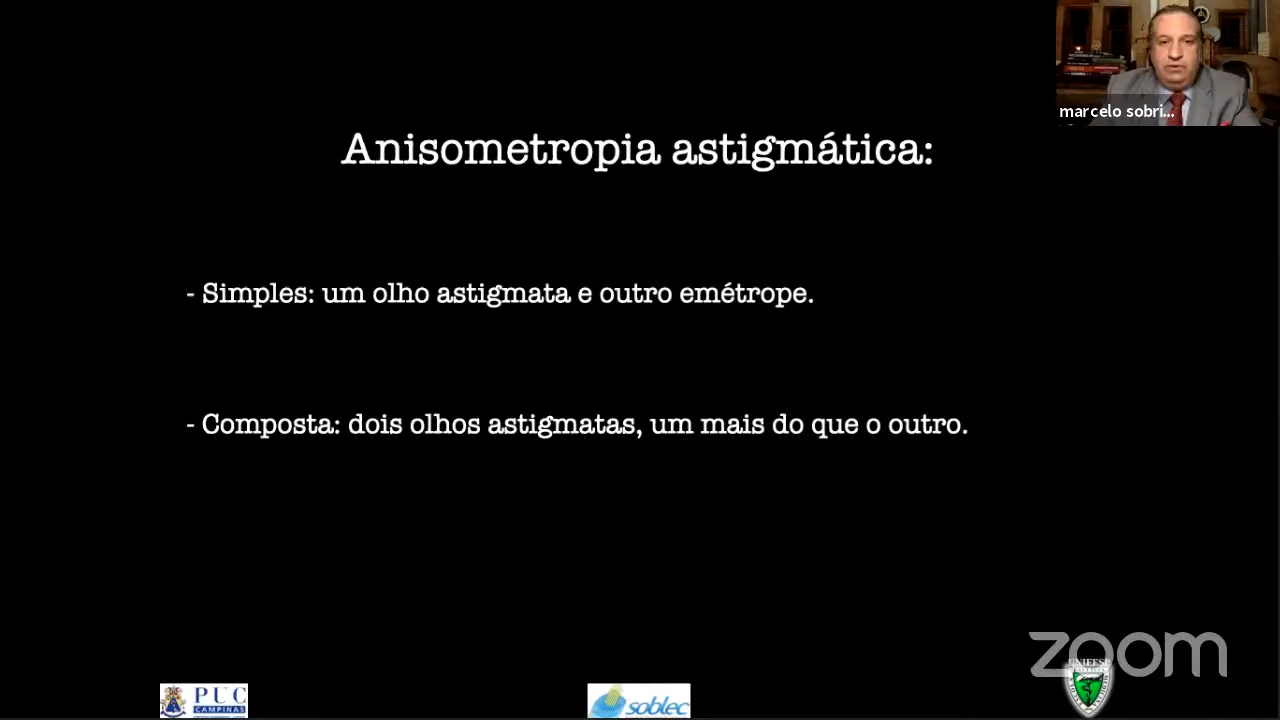 marcelo sobri...
Anisometropia astigmática:
- Simples: um olho astigmata e outro emétrope.
- Composta: dois olhos astigmatas, um mais do que o outro.
zoom
PUC
CAMPINAS
soblec
UNIFESP